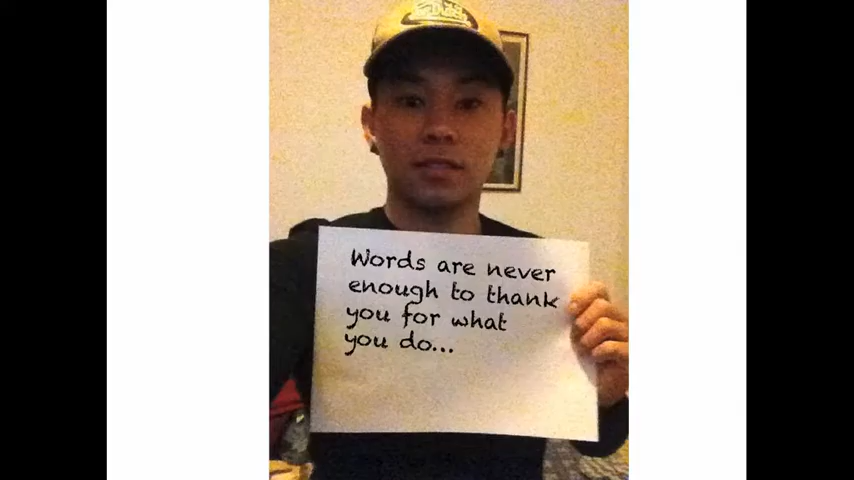 Words are never
enough to thank
you for what
you do...